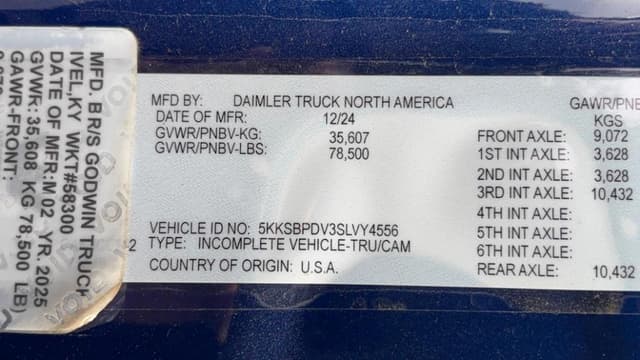 MFD. BY: DAIMLER TRUCK NORTH AMERICA
DATE OF MFR: 12/24
GVWR/PNBV-KG: 35,607
GVWR/PNBV-LBS: 78,500
VEHICLE ID NO: 5KKSBPDV3SLVY4556
TYPE: INCOMPLETE VEHICLE-TRU/CAM
COUNTRY OF ORIGIN: U.S.A.
GAWR/PNB
KGS
FRONT AXLE: 9,072
1ST INT AXLE: 3,628
2ND INT AXLE: 3,628
3RD INT AXLE: 10,432
4TH INT AXLE:
5TH INT AXLE:
6TH INT AXLE:
REAR AXLE: 10,432
2
MFD. BR/S GODWIN TRUCK
IVEL,KY WKT#58300
DATE OF MFR:M 02 -YR. 2025
GVWR: 35,608 KG 78,500 LB)
GAWR-FRONT:
VOID